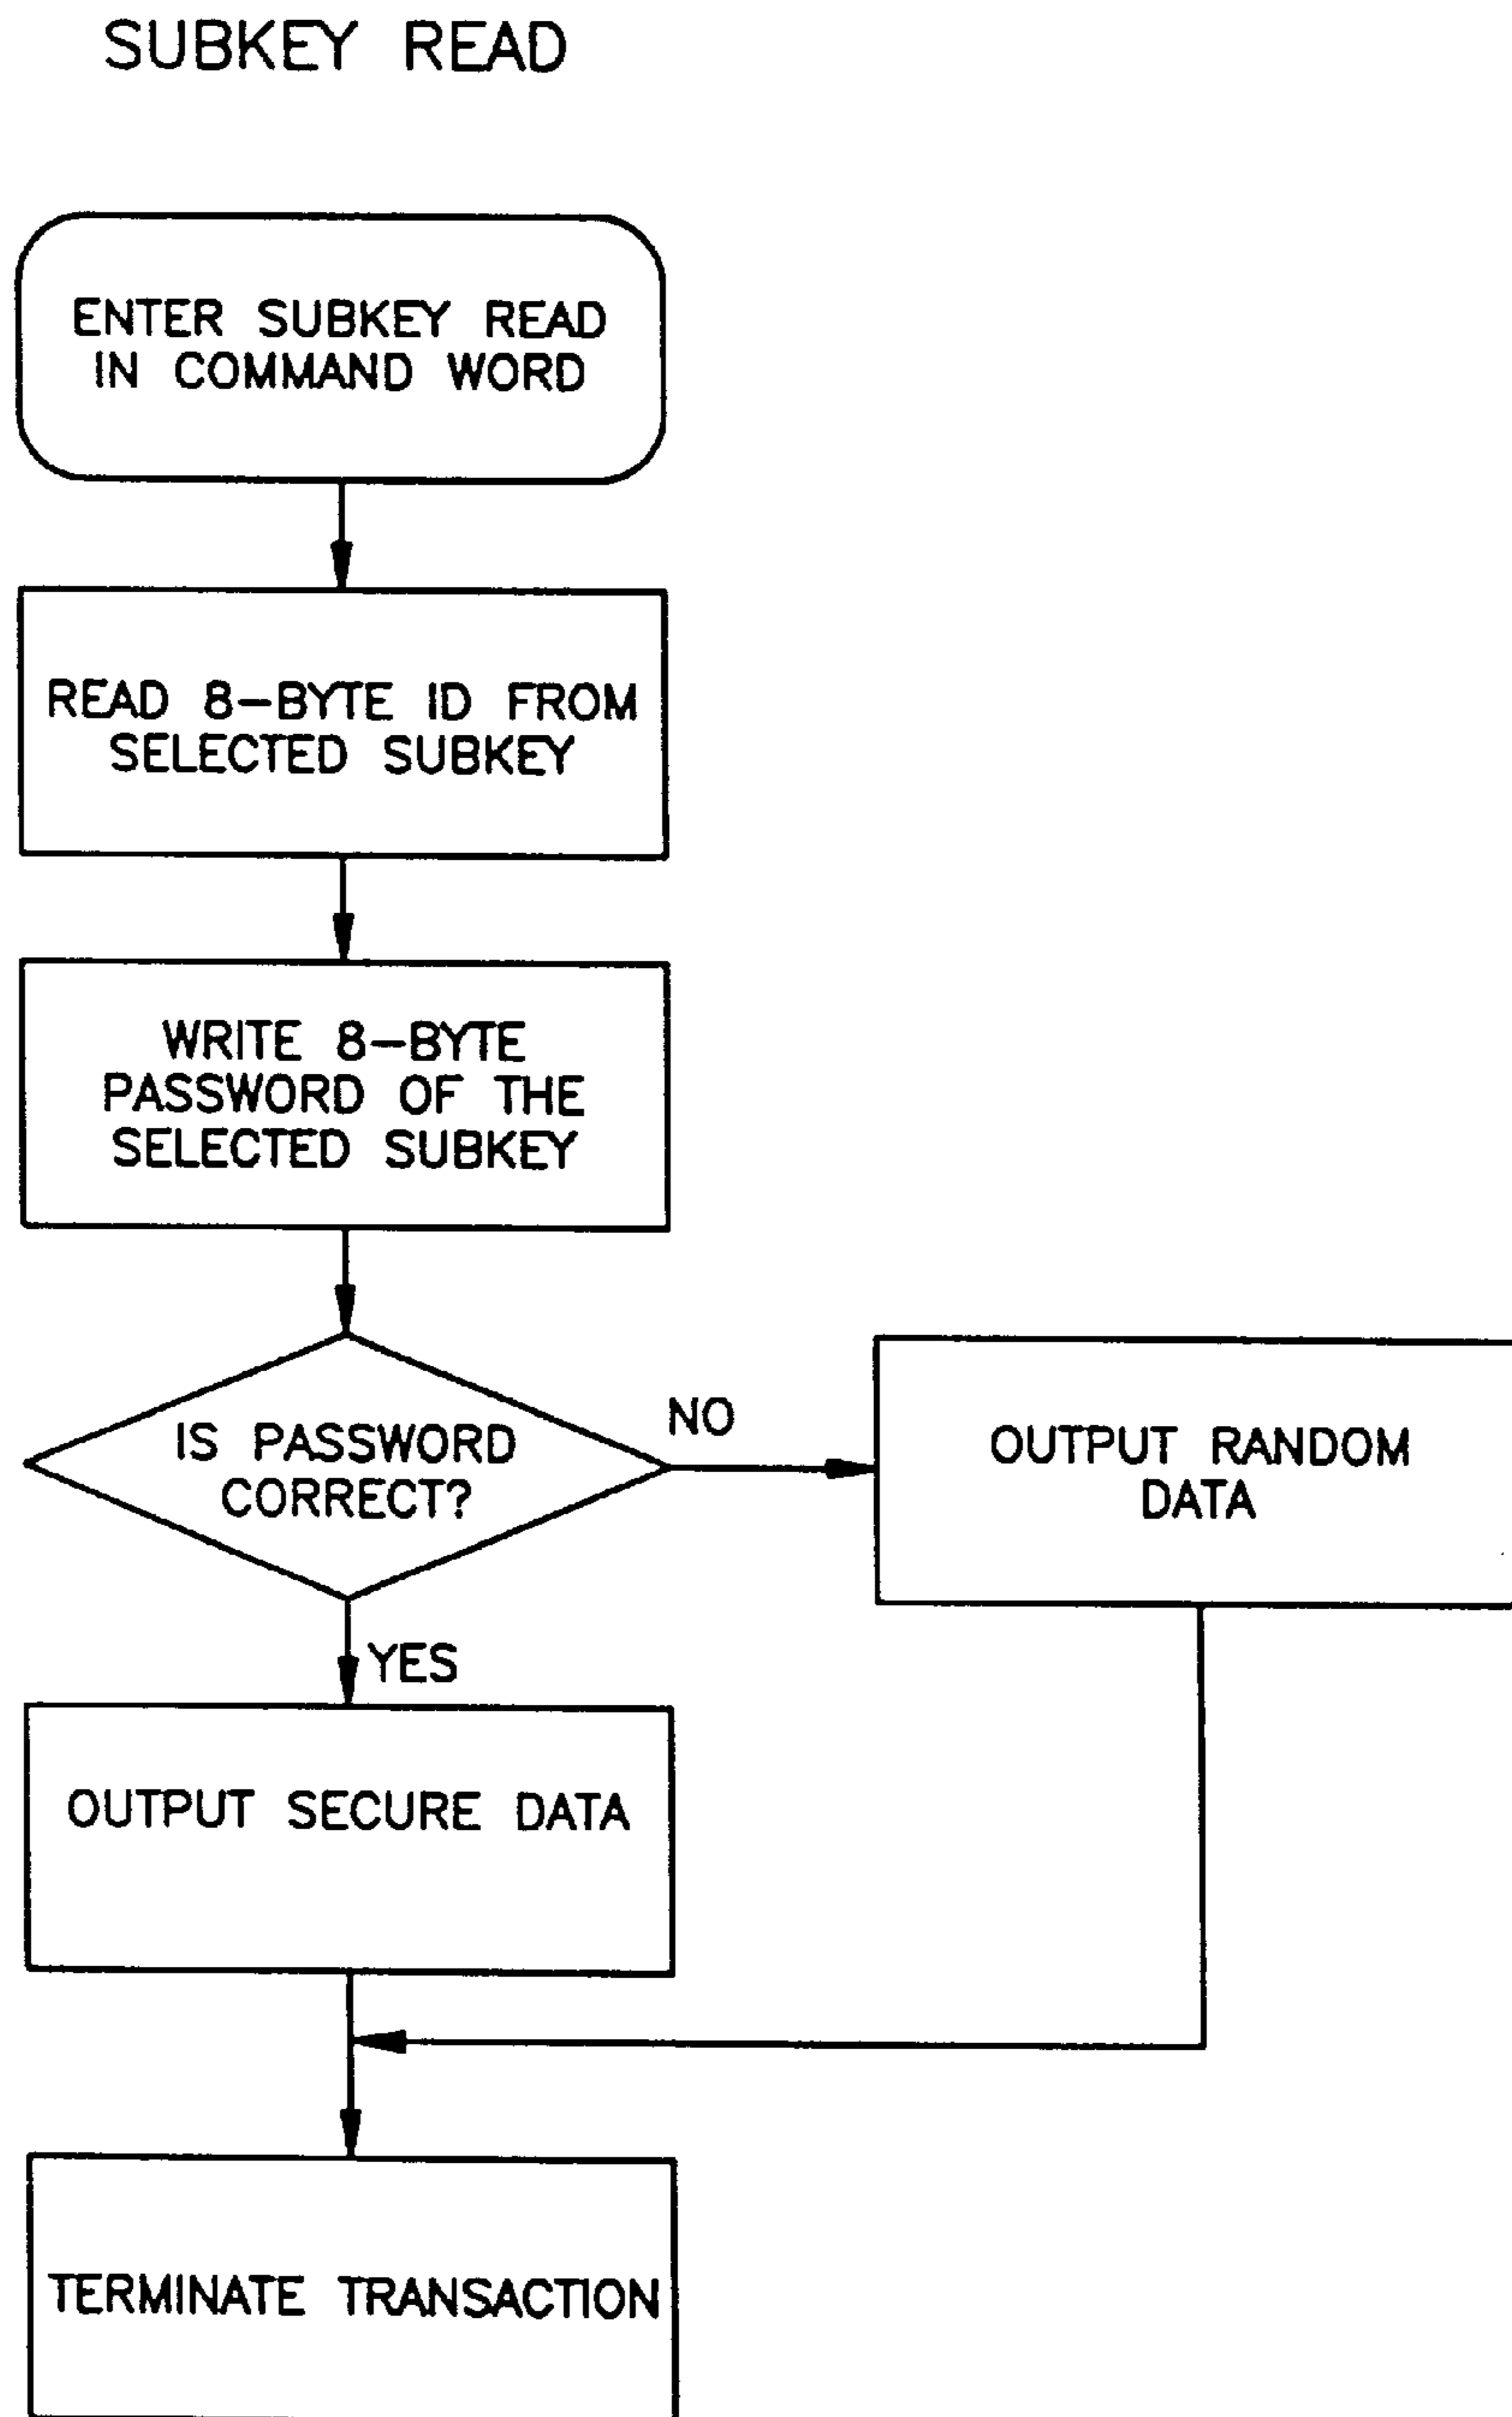 SUBKEY READ
ENTER SUBKEY READ
IN COMMAND WORD
READ 8-BYTE ID FROM
SELECTED SUBKEY
WRITE 8-BYTE
PASSWORD OF THE
SELECTED SUBKEY
IS PASSWORD
CORRECT?
NO
OUTPUT RANDOM
DATA
YES
OUTPUT SECURE DATA
TERMINATE TRANSACTION